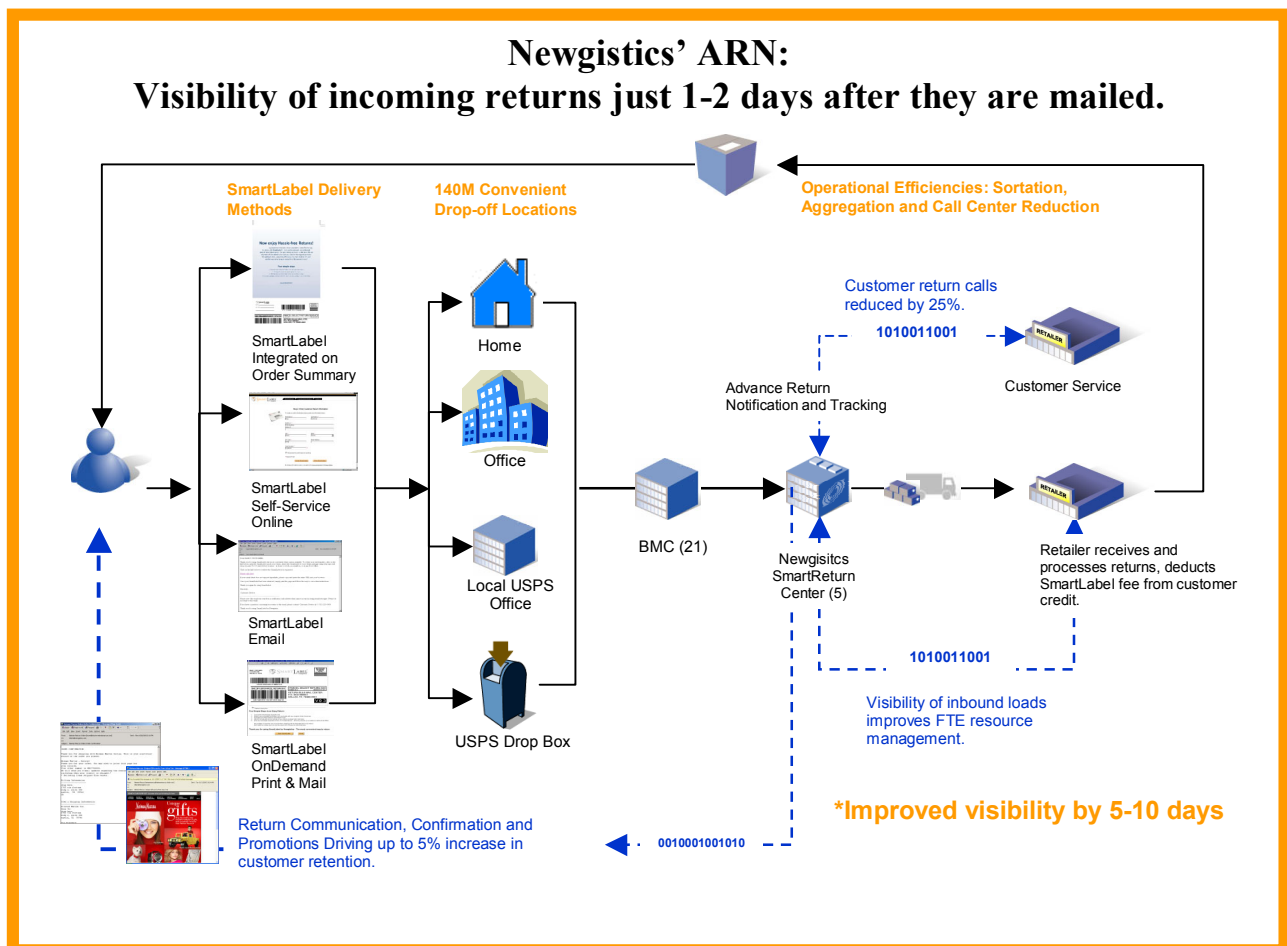 Newgistics’ ARN:
Visibility of incoming returns just 1-2 days after they are mailed.
SmartLabel Delivery
Methods
140M Convenient
Drop-off Locations
Operational Efficiencies: Sortation,
Aggregation and Call Center Reduction
Now enjoy Hassle-free Returns!
SmartLabel
Integrated on
Order Summary
SmartLabel
Self-Service
Online
SmartLabel
Email
SmartLabel
OnDemand
Print & Mail
Home
Office
Local USPS
Office
USPS Drop Box
BMC (21)
Customer return calls
reduced by 25%.
1010011001
RETAILER
Customer Service
Advance Return
Notification and Tracking
Newgisitcs
SmartReturn
Center (5)
RETAILER
Retailer receives and
processes returns, deducts
SmartLabel fee from customer
credit.
1010011001
Visibility of inbound loads
improves FTE resource
management.
*Improved visibility by 5-10 days
gifts
Return Communication, Confirmation and
Promotions Driving up to 5% increase in
customer retention.
0010001001010